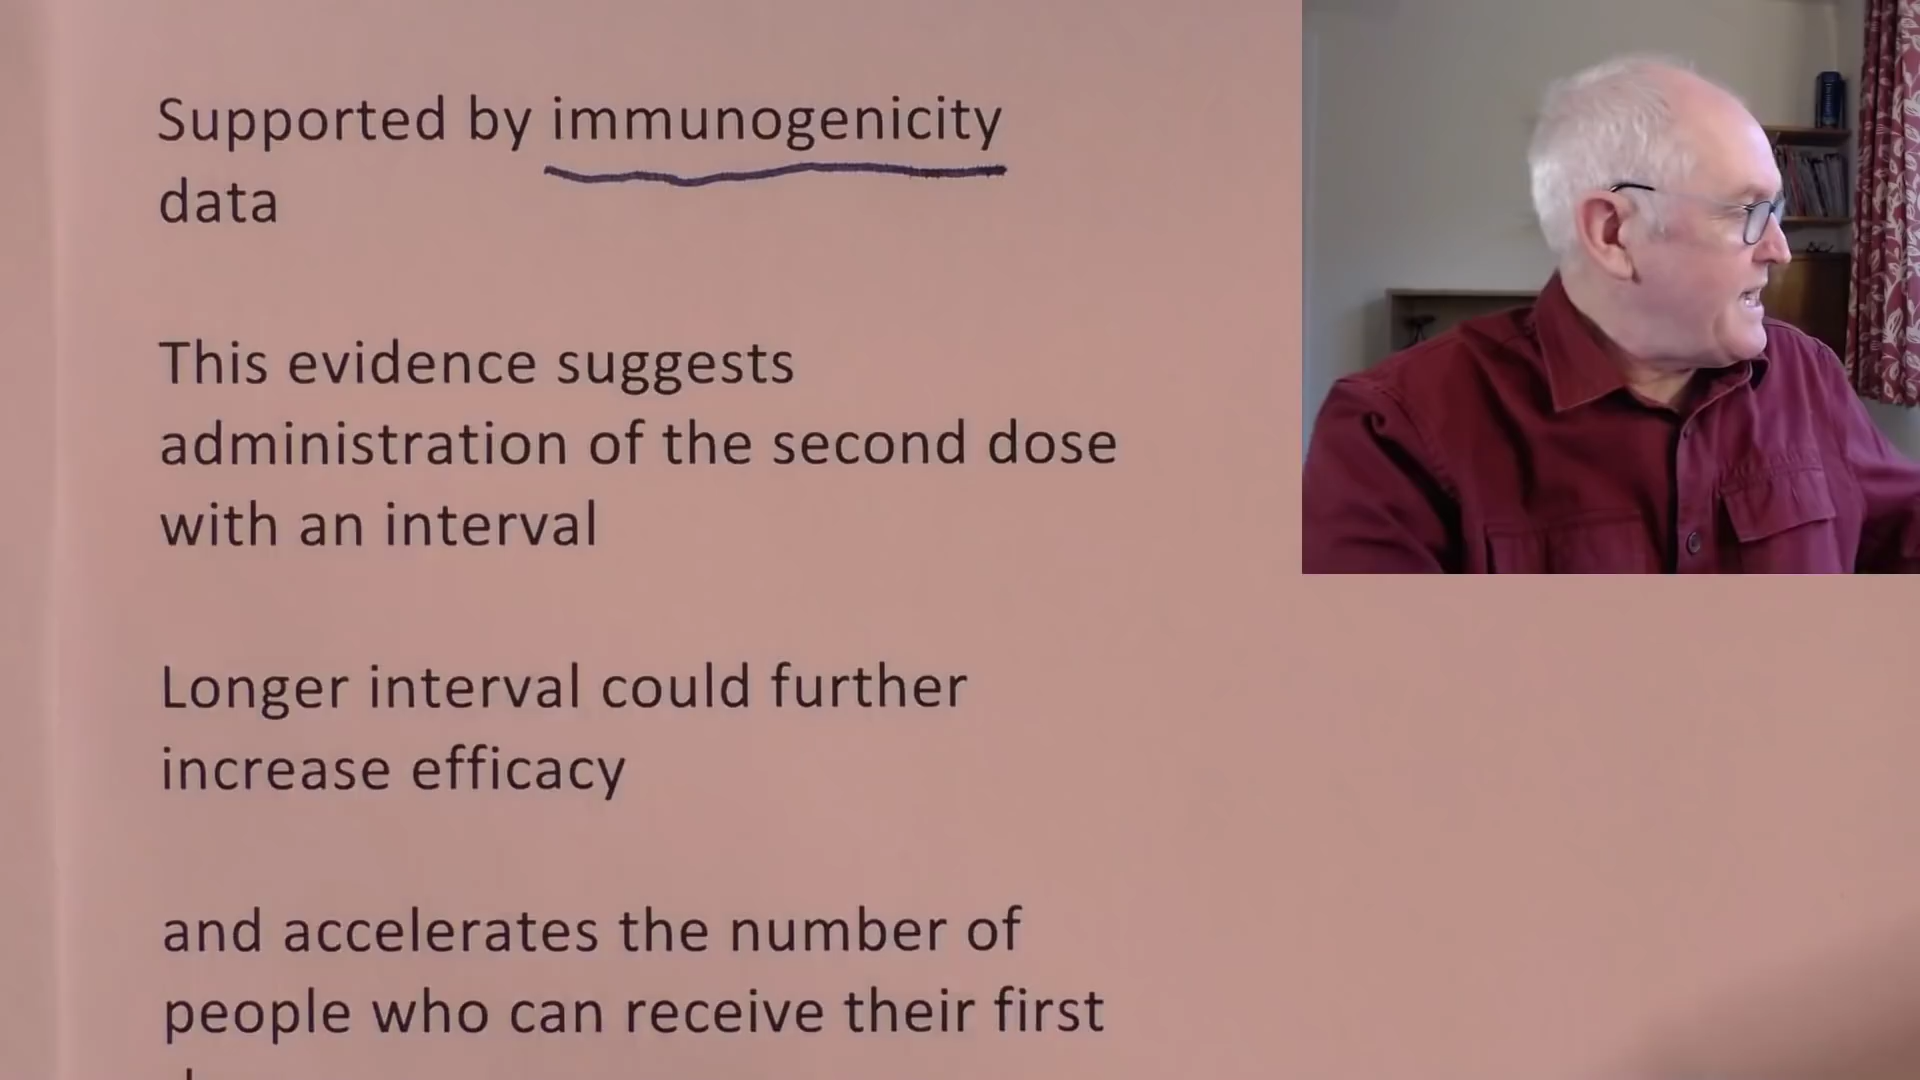 Supported by immunogenicity
data
This evidence suggests
administration of the second dose
with an interval
Longer interval could further
increase efficacy
and accelerates the number of
people who can receive their first